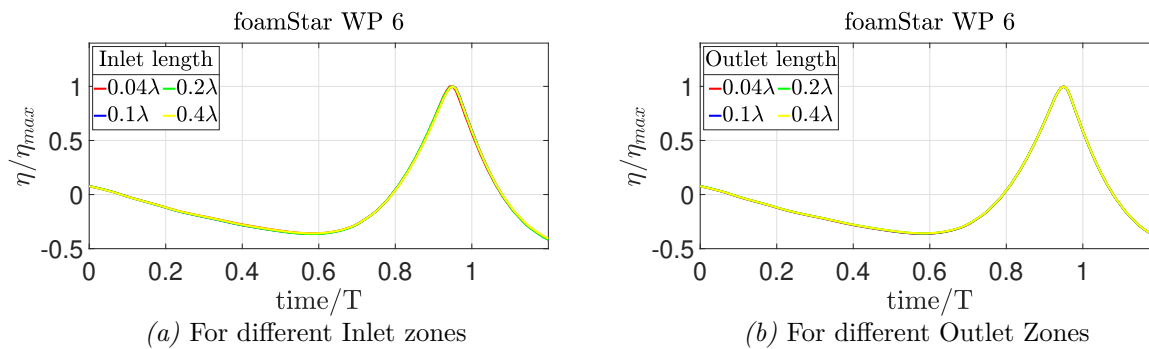 foamStar WP 6
Inlet length
0.04λ 0.2λ
0.1λ 0.4λ
η/ηmax
1
0.5
0
-0.5
0 0.2 0.4 0.6 0.8 1
time/T
(a) For different Inlet zones
foamStar WP 6
Outlet length
0.04λ 0.2λ
0.1λ 0.4λ
η/ηmax
1
0.5
0
-0.5
0 0.2 0.4 0.6 0.8 1
time/T
(b) For different Outlet Zones